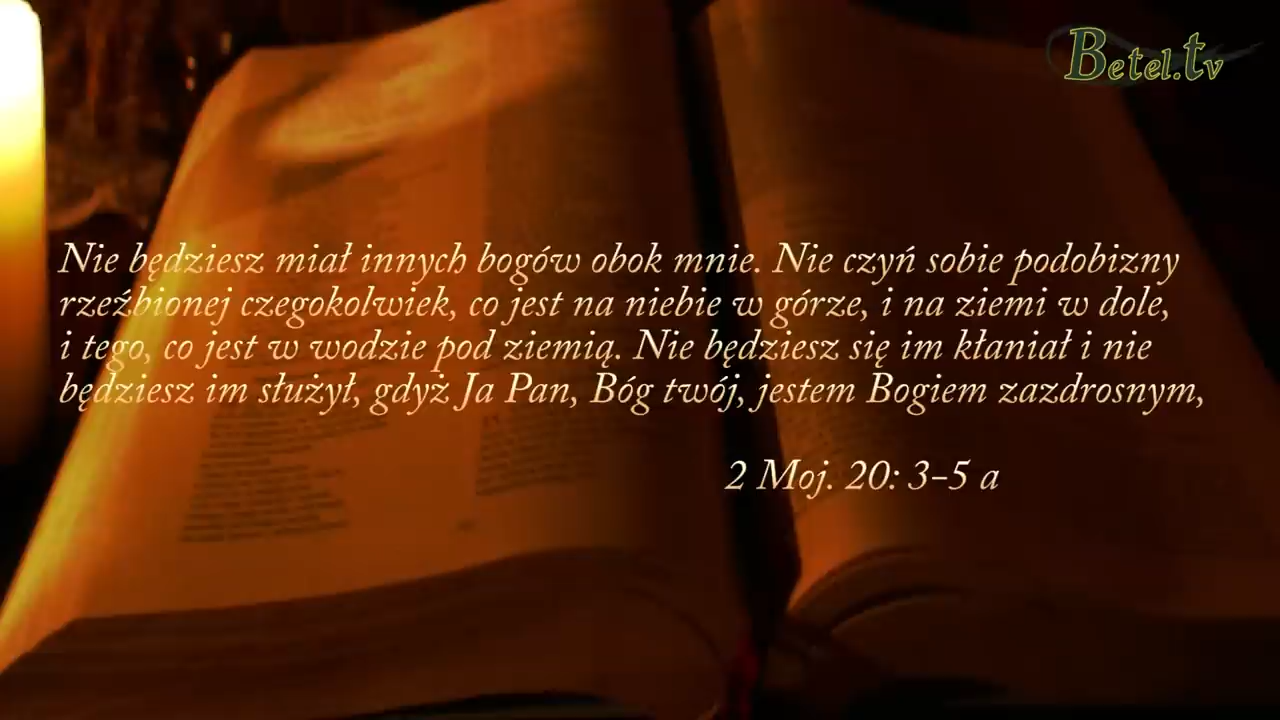 Betel.tv
Nie będziesz miał innych bogów obok mnie. Nie czyń sobie podobizny
rzeźbionej czegokolwiek, co jest na niebie w górze, i na ziemi w dole,
i tego, co jest w wodzie pod ziemią. Nie będziesz się im kłaniał i nie
będziesz im służył, gdyż Ja Pan, Bóg twój, jestem Bogiem zazdrosnym,
2 Moj. 20: 3-5 a